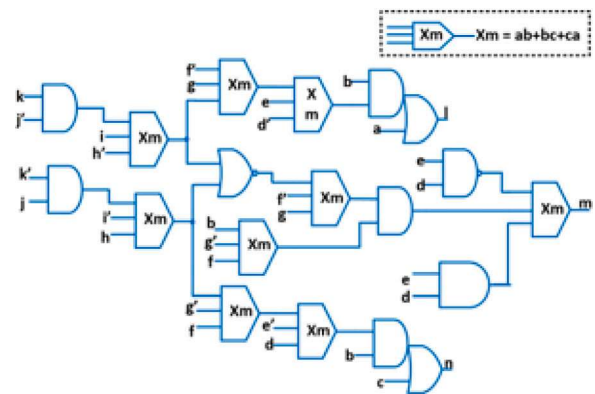 Xm
Xm = ab+bc+ca
f'
g
Xm
e
d'
X
m
b
a
l
k
j'
i
h'
Xm
k'
j
i'
h
Xm
f'
g
Xm
b
g'
f
Xm
e
d
Xm
m
e
d
g'
f
Xm
e'
d
Xm
b
c
n